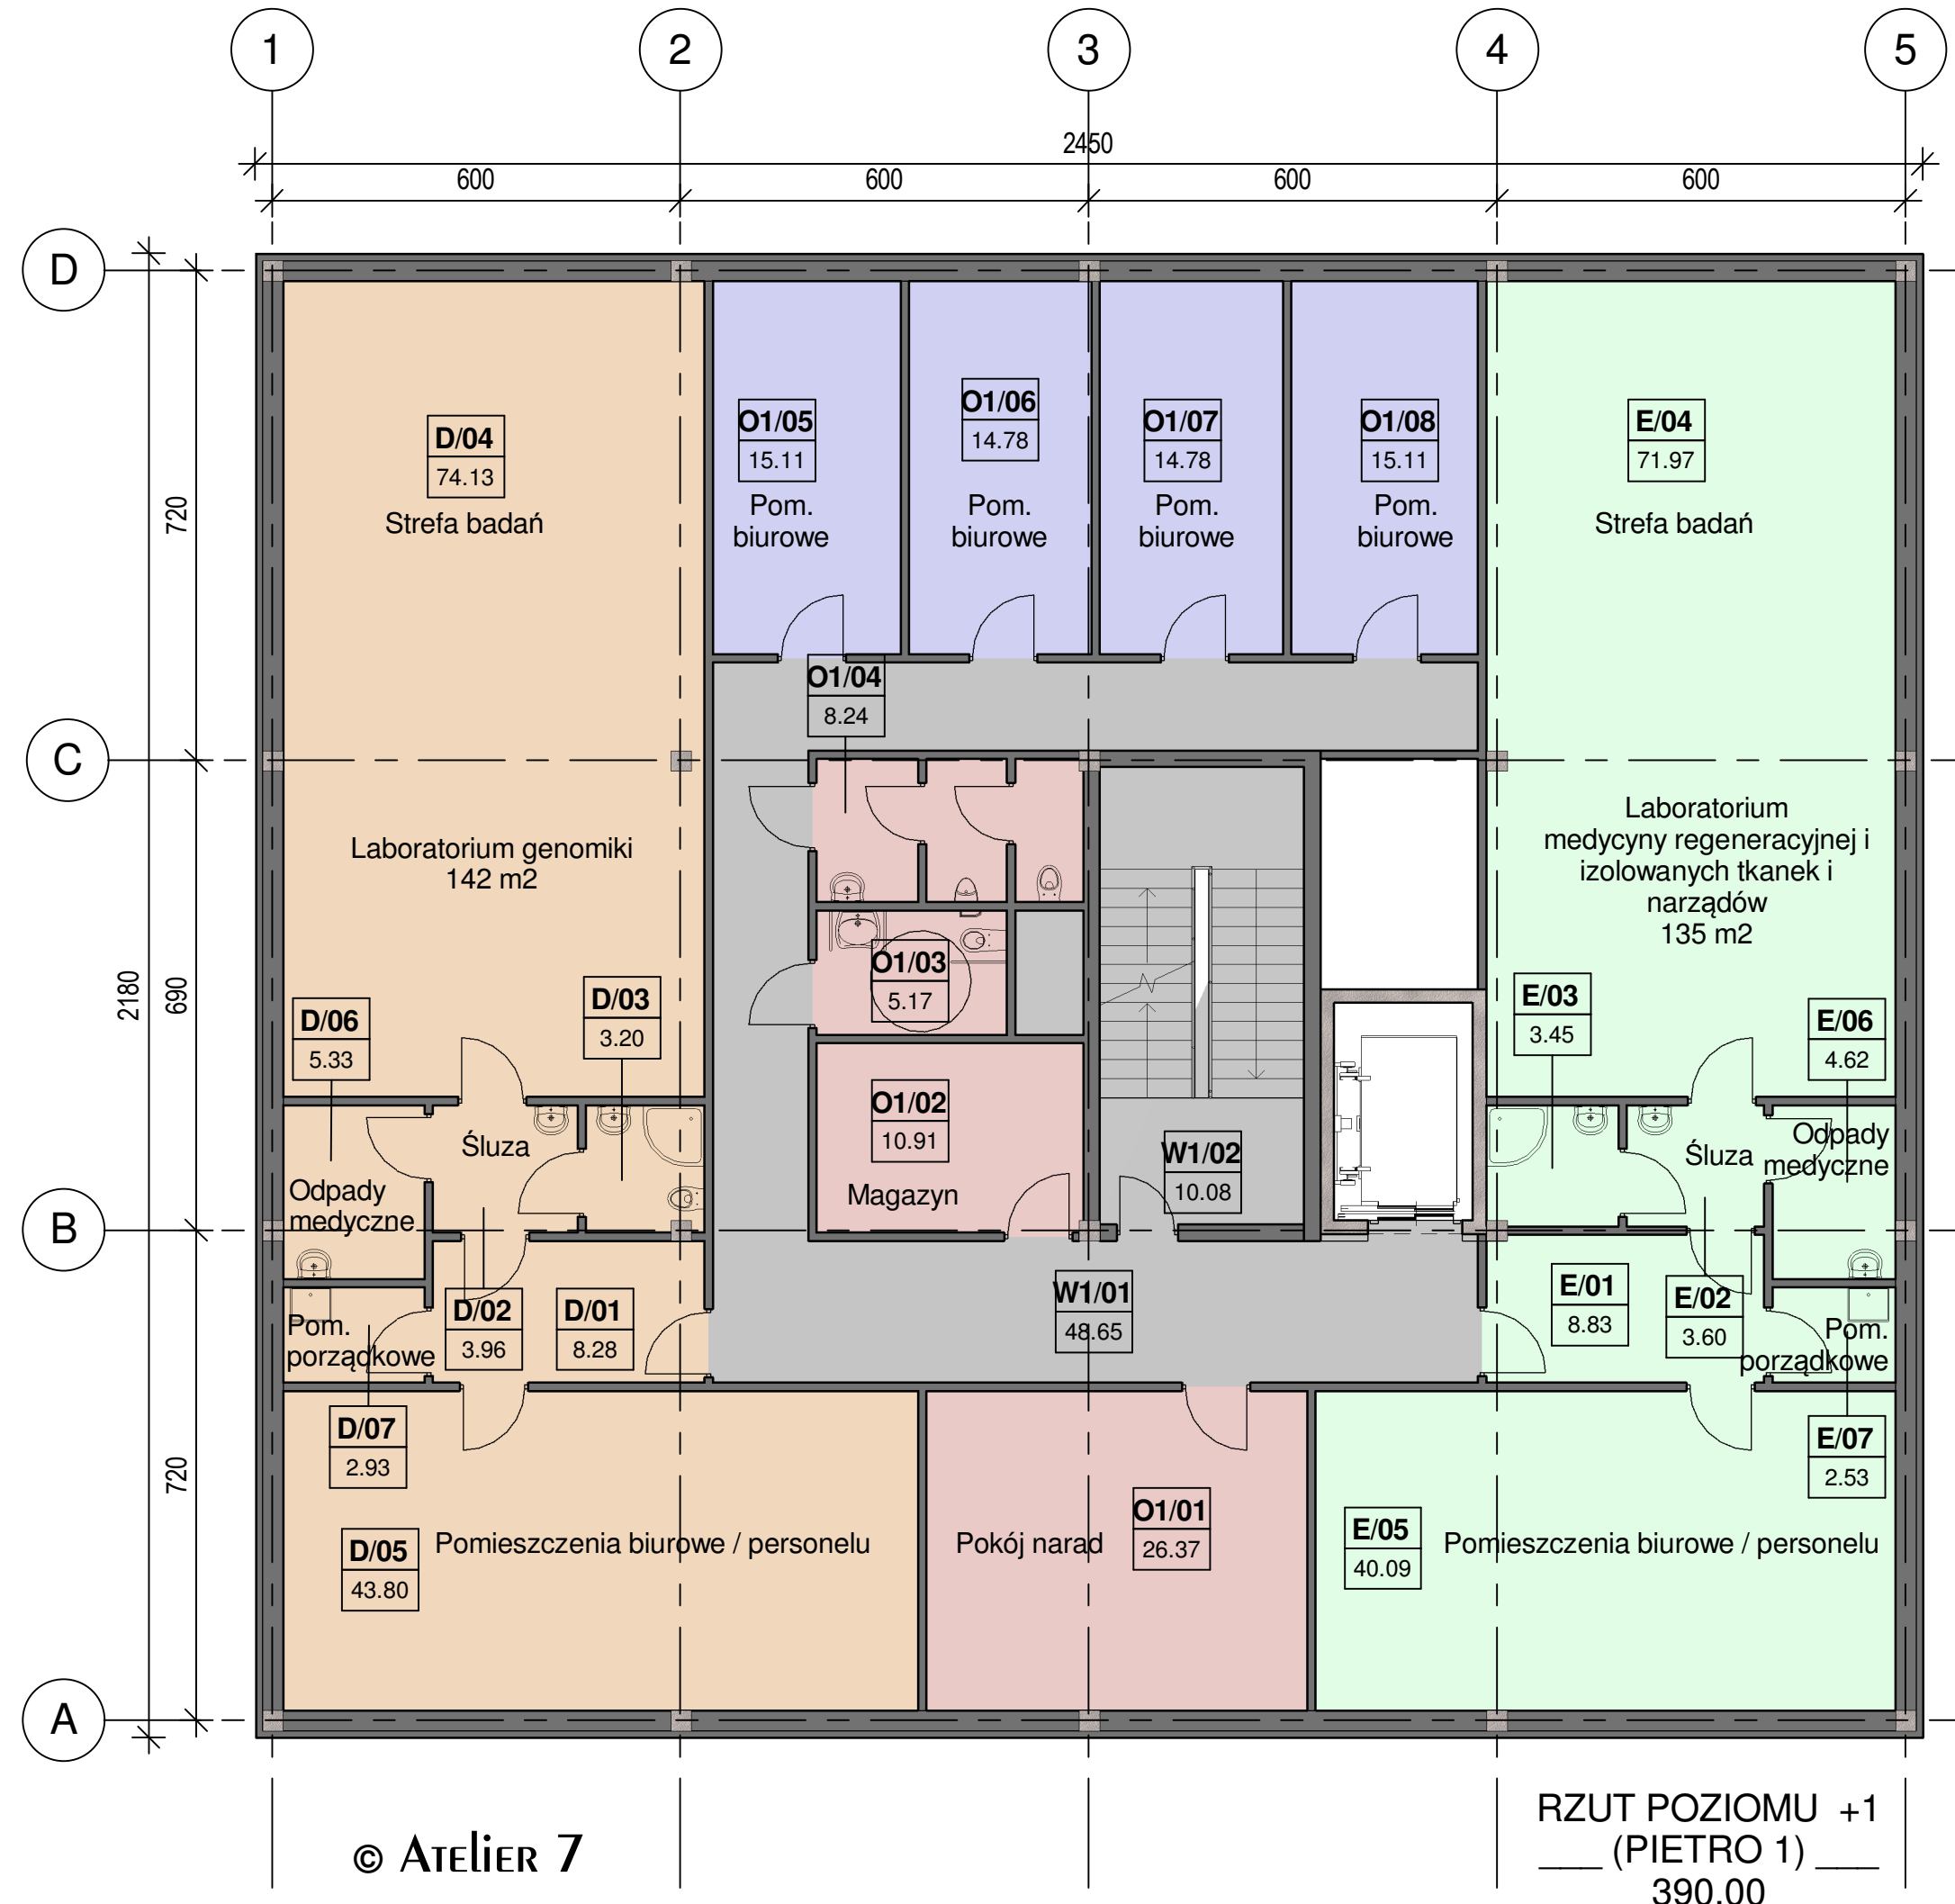 1 2 3 4 5
2450
600 600 600 600
D
C
B
A
720
690
720
2180
D/04
74.13
Strefa badań
O1/05
15.11
Pom.
biurowe
O1/06
14.78
Pom.
biurowe
O1/07
14.78
Pom.
biurowe
O1/08
15.11
Pom.
biurowe
E/04
71.97
Strefa badań
O1/04
8.24
Laboratorium genomiki
142 m2
Laboratorium
medycyny regeneracyjnej i
izolowanych tkanek i
narządów
135 m2
O1/03
5.17
D/06
5.33
D/03
3.20
E/03
3.45
E/06
4.62
O1/02
10.91
Magazyn
W1/02
10.08
Śluza
Odpady
medyczne
Śluza
Odpady
medyczne
D/02
3.96
D/01
8.28
W1/01
48.65
E/01
8.83
E/02
3.60
Pom.
porządkowe
Pom.
porządkowe
D/07
2.93
E/07
2.53
D/05
43.80
Pomieszczenia biurowe / personelu
Pokój narad
O1/01
26.37
E/05
40.09
Pomieszczenia biurowe / personelu
© Atelier 7
RZUT POZIOMU +1
___ (PIETRO 1) ___
390.00